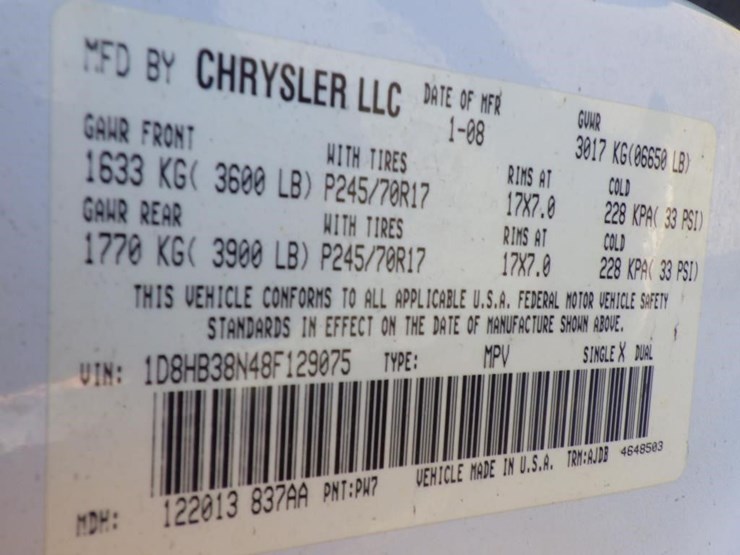 MFD BY CHRYSLER LLC DATE OF MFR GVWR
1-08 3017 KG(06650 LB)
GAWR FRONT WITH TIRES RIMS AT COLD
1633 KG( 3600 LB) P245/70R17 17X7.0 228 KPA( 33 PSI)
GAWR REAR WITH TIRES RIMS AT COLD
1770 KG( 3900 LB) P245/70R17 17X7.0 228 KPA( 33 PSI)
THIS VEHICLE CONFORMS TO ALL APPLICABLE U.S.A. FEDERAL MOTOR VEHICLE SAFETY
STANDARDS IN EFFECT ON THE DATE OF MANUFACTURE SHOWN ABOVE.
VIN: 1D8HB38N48F129075 TYPE: MPV SINGLE X DUAL
MDH: 122013 837AA PNT:PW7 VEHICLE MADE IN U.S.A. TRM:AJDB 4648503